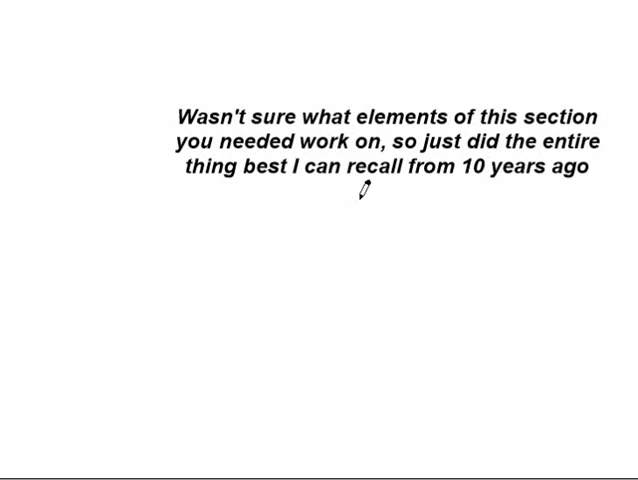 Wasn't sure what elements of this section
you needed work on, so just did the entire
thing best I can recall from 10 years ago